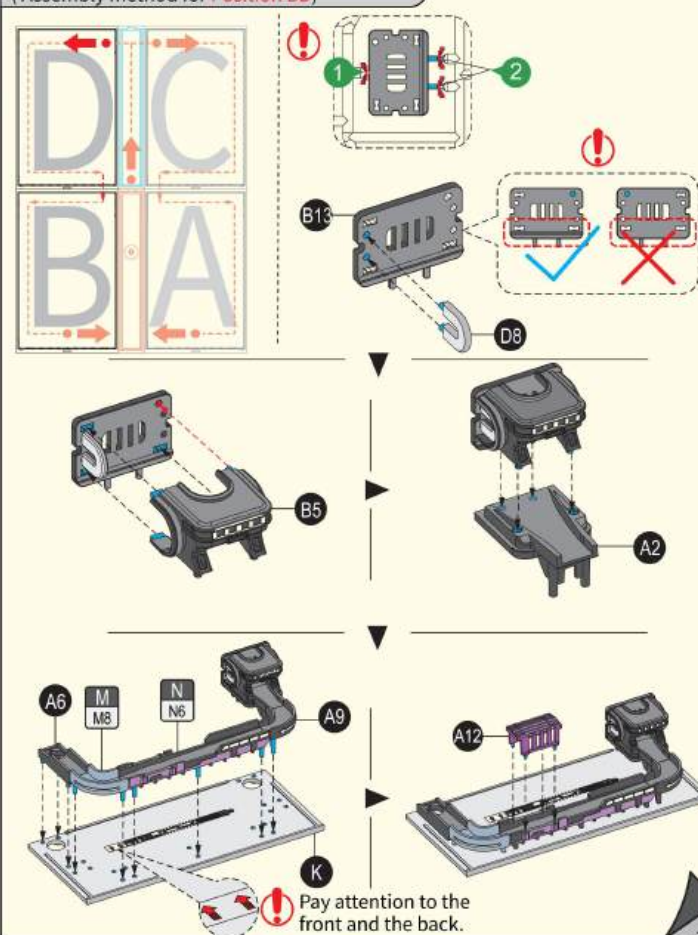 (Assembly Method for Position BD)
D
C
B
A
1
2
B13
D8
B5
A2
A6
M
M8
N
N6
A9
K
A12
Pay attention to the
front and the back.